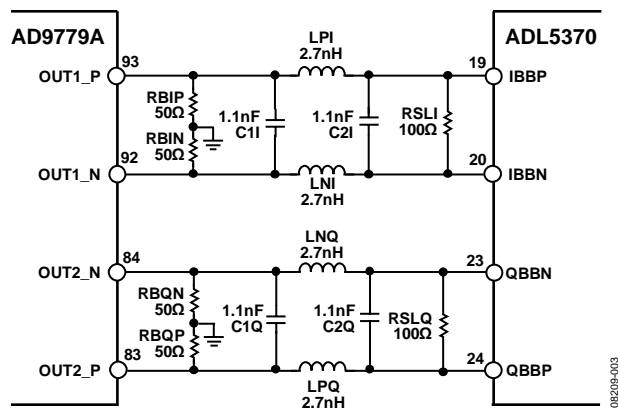 AD9779A
ADL5370
93
LPI
2.7nH
19
OUT1_P
IBBP
RBIP
50Ω
1.1nF
C1I
1.1nF
C2I
RSLI
100Ω
RBIN
50Ω
92
20
OUT1_N
IBBN
LNI
2.7nH
84
LNQ
2.7nH
23
OUT2_N
QBBN
RBQN
50Ω
1.1nF
C1Q
1.1nF
C2Q
RSLQ
100Ω
RBQP
50Ω
83
24
OUT2_P
QBBP
LPQ
2.7nH
08209-003